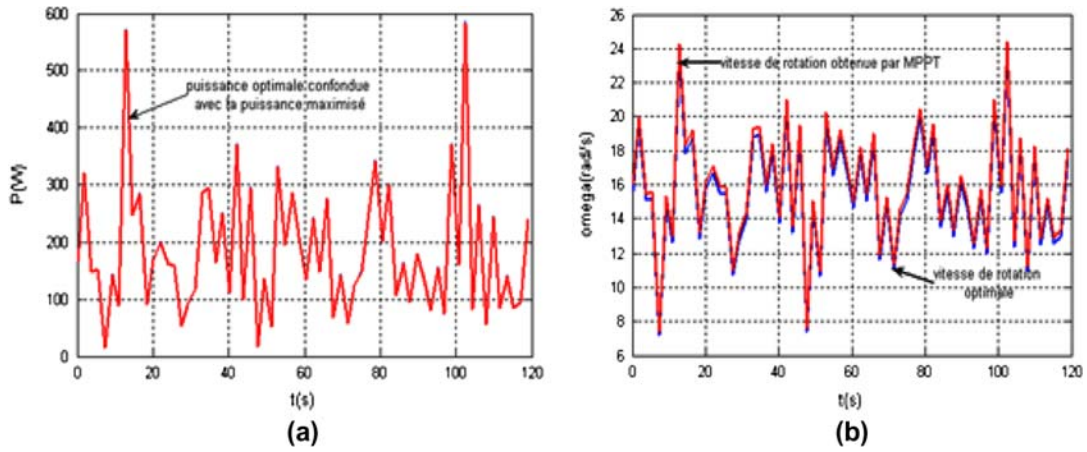 600
500
400
300
200
100
0
P(W)
puissance optimale confondue
avec la puissance maximisé
0 20 40 60 80 100 120
t(s)
(a)
26
24
22
20
18
16
14
12
10
8
6
omega(rad/s)
vitesse de rotation obtenue par MPPT
vitesse de rotation
optimale
0 20 40 60 80 100 120
t(s)
(b)